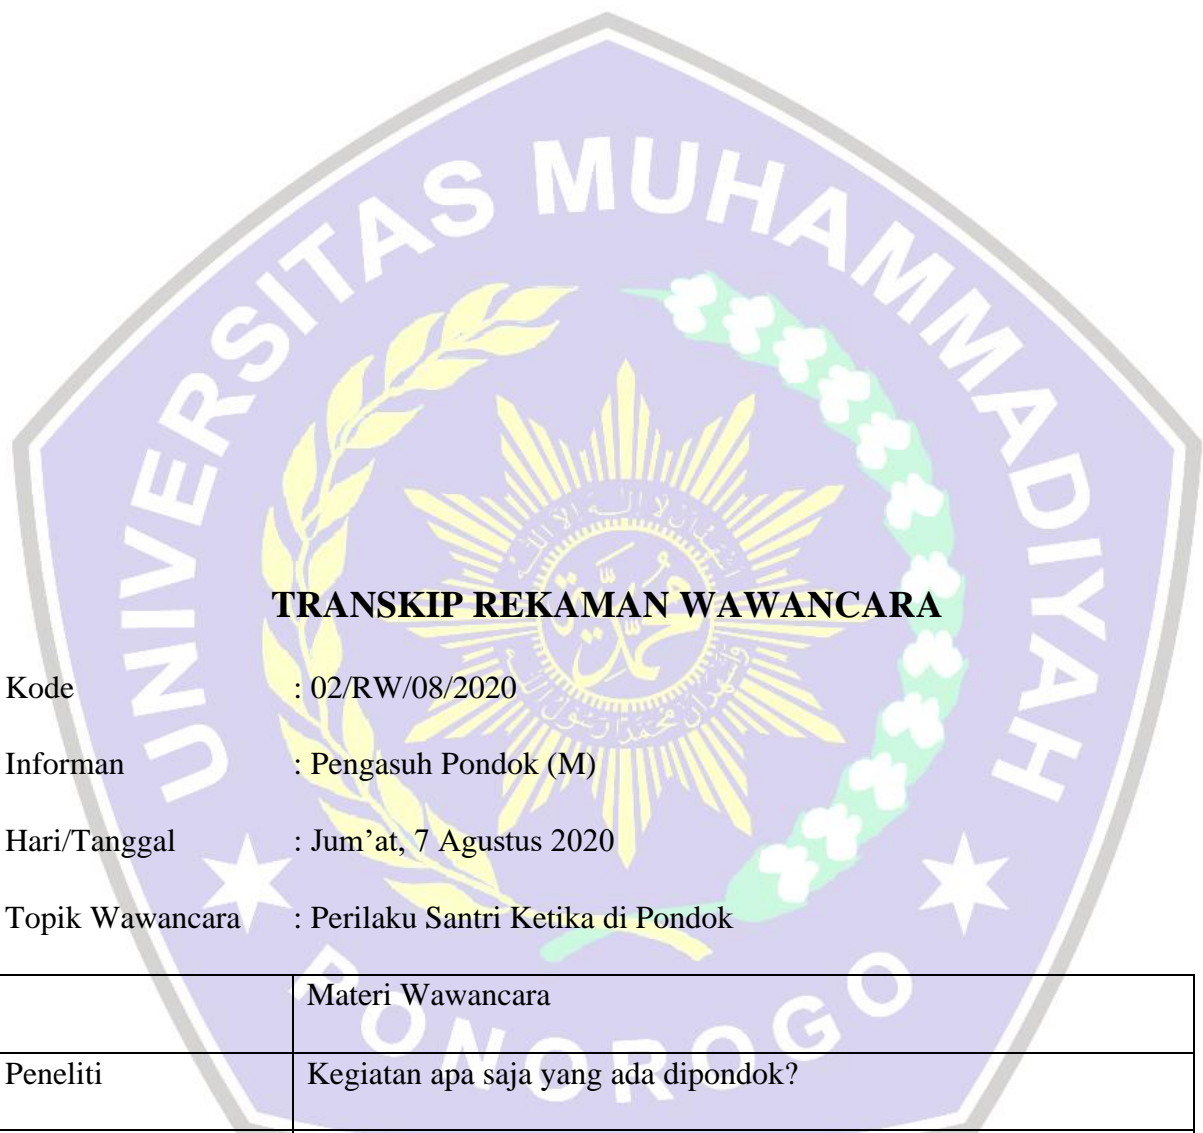 UNIVERSITAS MUHAMMADIYAH
TRANSKIP REKAMAN WAWANCARA
Kode : 02/RW/08/2020
Informan : Pengasuh Pondok (M)
Hari/Tanggal : Jum’at, 7 Agustus 2020
Topik Wawancara : Perilaku Santri Ketika di Pondok
Materi Wawancara
Peneliti Kegiatan apa saja yang ada dipondok?
PONOROGO